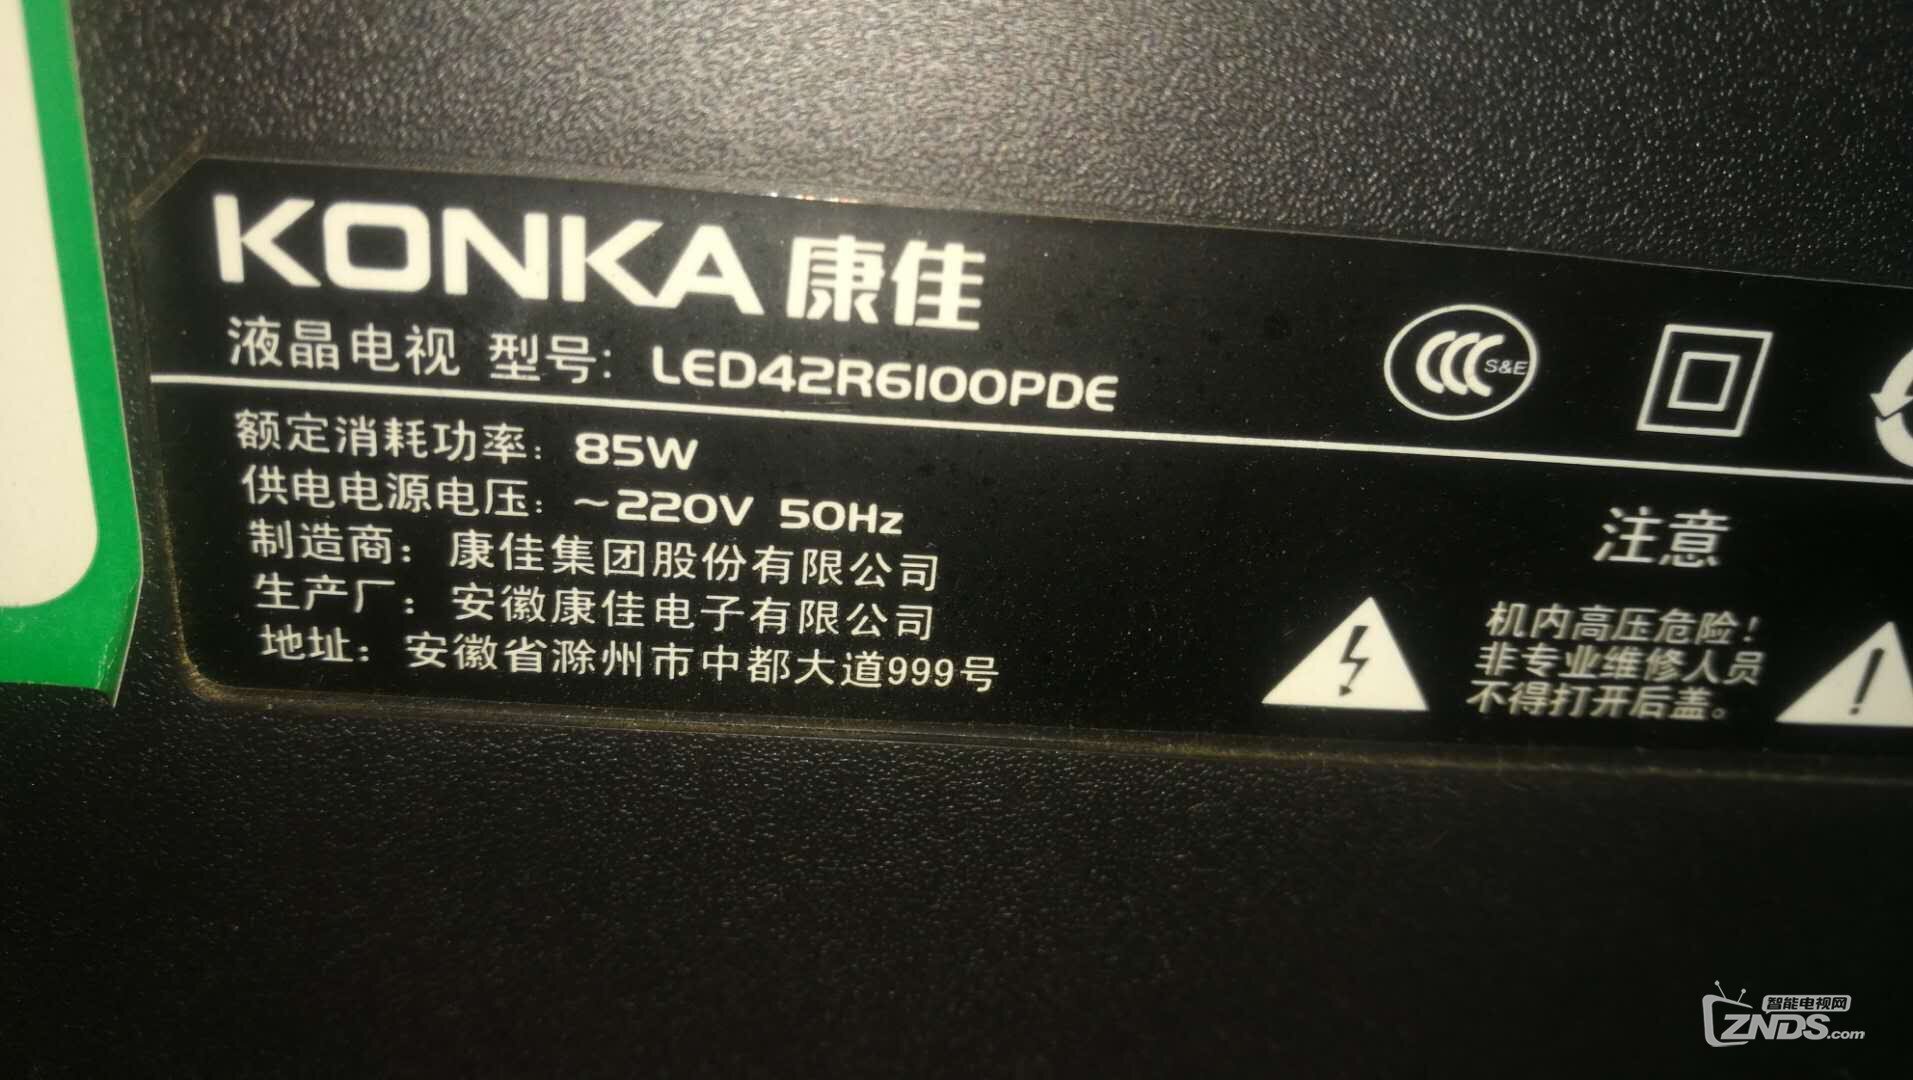 KONKA 康佳
液晶电视 型号: LED42R6100PDE
S&E
额定消耗功率: 85W
供电电源电压: ~220V 50Hz
制造商: 康佳集团股份有限公司
生产厂: 安徽康佳电子有限公司
地址: 安徽省滁州市中都大道999号
注意
机内高压危险!
非专业维修人员
不得打开后盖。
智能电视网
ZNDS.com